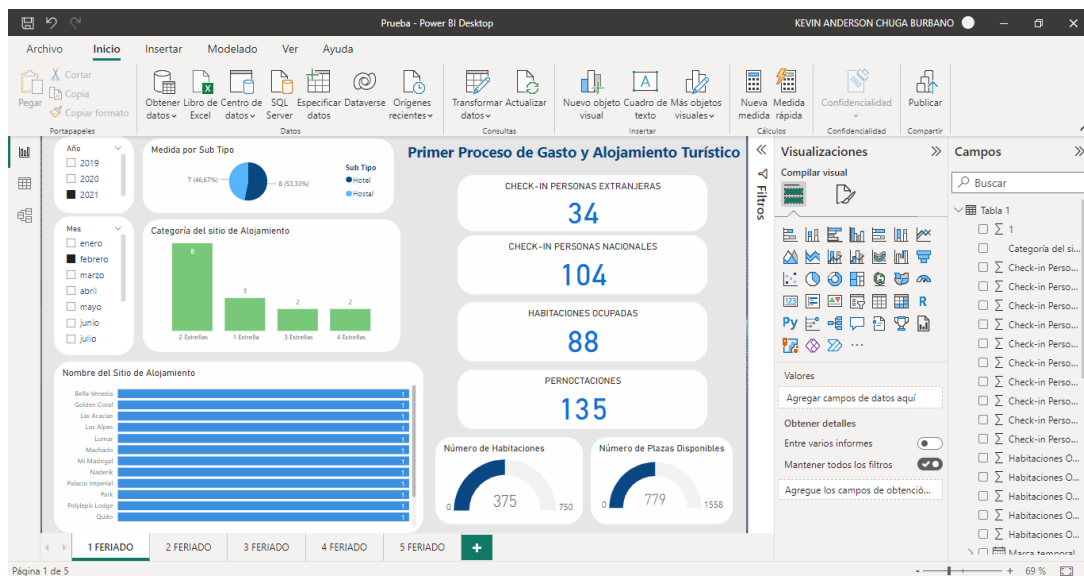 Prueba - Power BI Desktop
KEVIN ANDERSON CHUGA BURBANO
Archivo Inicio Insertar Modelado Ver Ayuda
Pegar
Cortar
Copia
Copiar formato
Portapapeles
Obtener datos
Libro de Excel
Centro de datos
SQL Server
Especificar datos
Dataverse
Orígenes recientes
Datos
Transformar datos
Actualizar
Consultas
Nuevo objeto visual
Cuadro de texto
Más objetos visuales
Insertar
Nueva medida
Medida rápida
Cálculos
Confidencialidad
Confidencialidad
Publicar
Compartir
Año
2019
2020
2021
Mes
enero
febrero
marzo
abril
mayo
junio
julio
Medida por Sub Tipo
7 (46,67%)
8 (53,33%)
Sub Tipo
Hotel
Hostal
Categoría del sitio de Alojamiento
8
3
2
2
2 Estrellas
1 Estrella
3 Estrellas
4 Estrellas
Nombre del Sitio de Alojamiento
Bella Venezia 1
Golden Coral 1
Las Acacias 1
Los Alpes 1
Lumar 1
Machado 1
Mi Madrigal 1
Naderik 1
Palacio Imperial 1
Park 1
Polylepis Lodge 1
Quito 1
Primer Proceso de Gasto y Alojamiento Turístico
CHECK-IN PERSONAS EXTRANJERAS
34
CHECK-IN PERSONAS NACIONALES
104
HABITACIONES OCUPADAS
88
PERNOCTACIONES
135
Número de Habitaciones
375
0
750
Número de Plazas Disponibles
779
0
1558
Filtros
Visualizaciones
Compilar visual
123
R
Py
...
Valores
Agregar campos de datos aquí
Obtener detalles
Entre varios informes
Mantener todos los filtros
Agregue los campos de obtenció...
Campos
Buscar
Tabla 1
∑ 1
Categoría del si...
∑ Check-in Perso...
∑ Check-in Perso...
∑ Check-in Perso...
∑ Check-in Perso...
∑ Check-in Perso...
∑ Check-in Perso...
∑ Check-in Perso...
∑ Check-in Perso...
∑ Check-in Perso...
∑ Check-in Perso...
∑ Habitaciones O...
∑ Habitaciones O...
∑ Habitaciones O...
∑ Habitaciones O...
∑ Habitaciones O...
Marca temporal
1 FERIADO
2 FERIADO
3 FERIADO
4 FERIADO
5 FERIADO
+
Página 1 de 5
- + 69 %